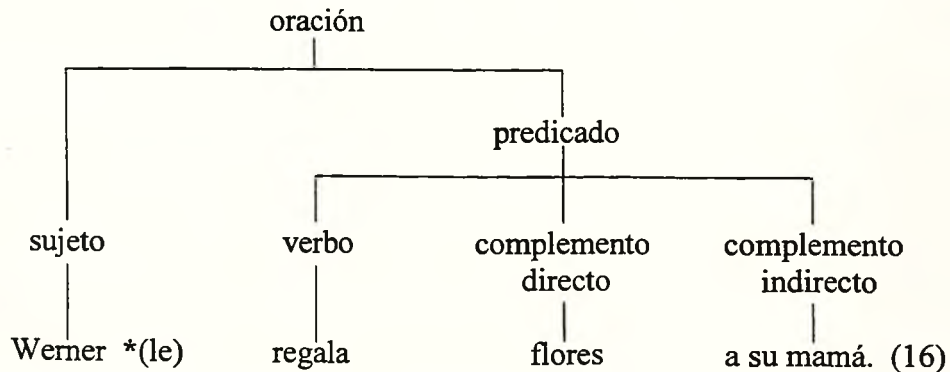 oración
predicado
sujeto verbo complemento directo complemento indirecto
Werner *(le) regala flores a su mamá. (16)